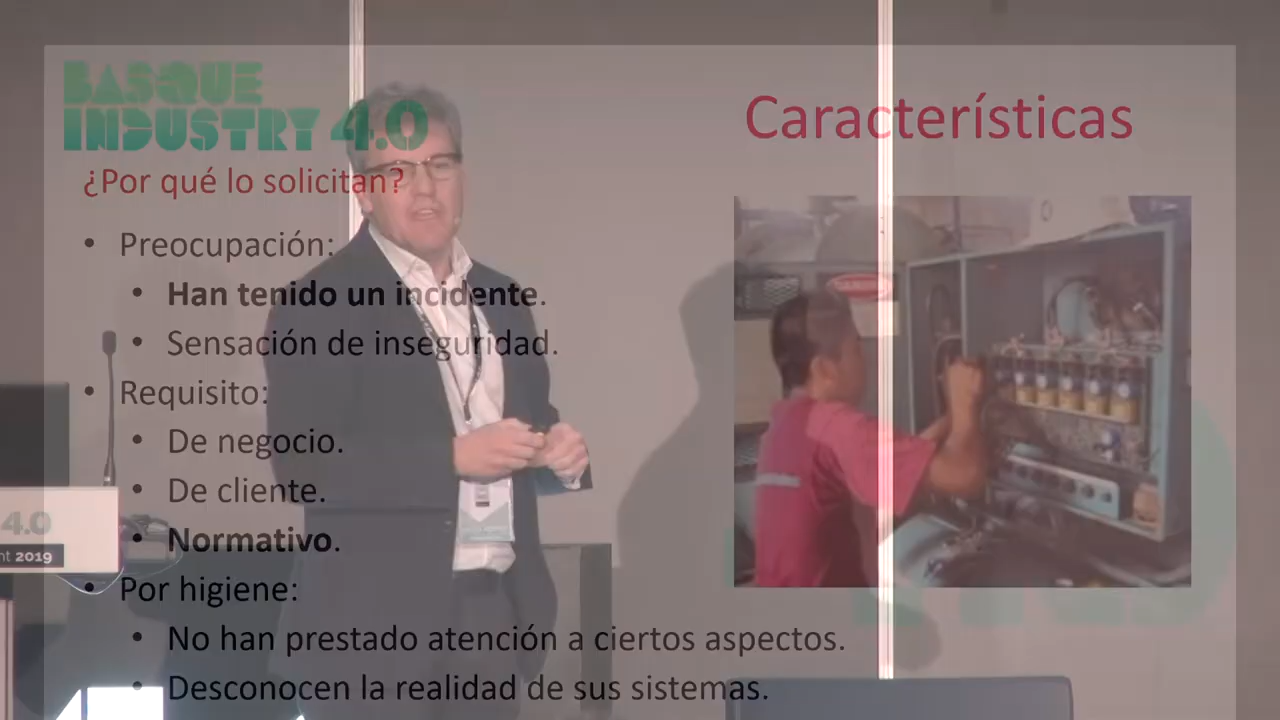 BASQUE
INDUSTRY 4.0
Características
¿Por qué lo solicitan?
• Preocupación:
• Han tenido un incidente.
• Sensación de inseguridad.
• Requisito:
• De negocio.
• De cliente.
• Normativo.
• Por higiene:
• No han prestado atención a ciertos aspectos.
• Desconocen la realidad de sus sistemas.
4.0
nt 2019